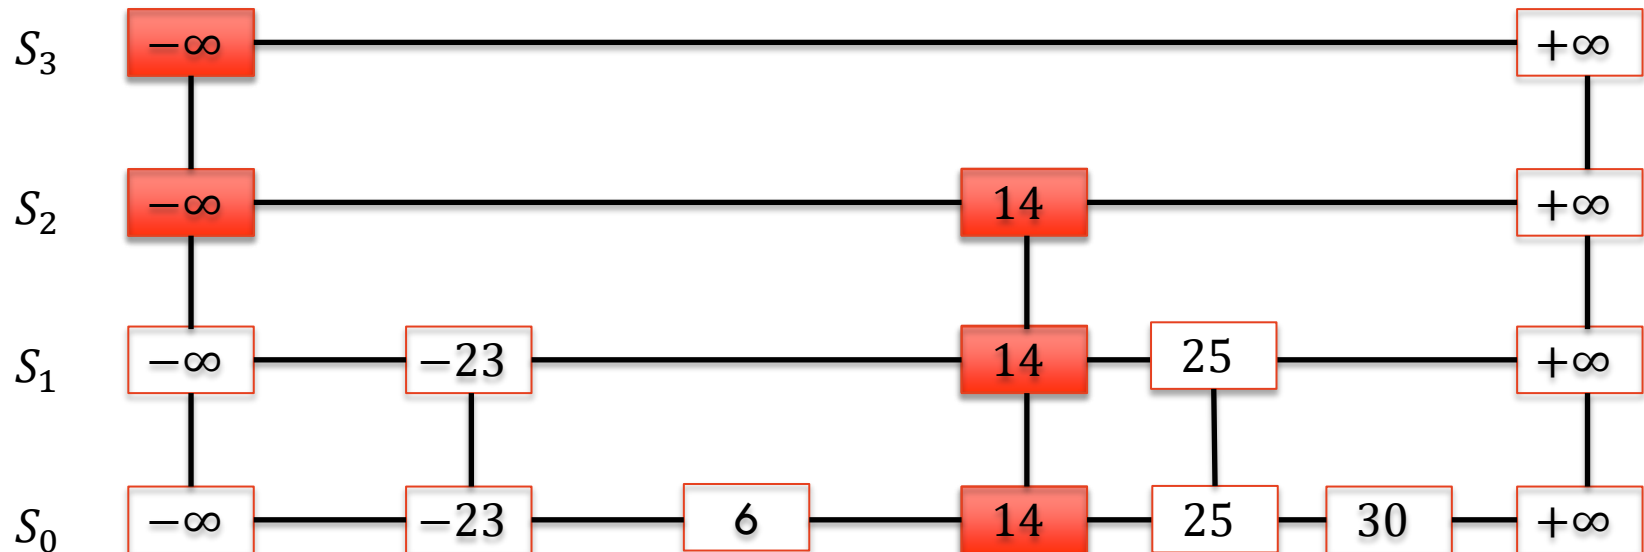 S₃ −∞ +∞
S₂ −∞ 14 +∞
S₁ −∞ −23 14 25 +∞
S₀ −∞ −23 6 14 25 30 +∞